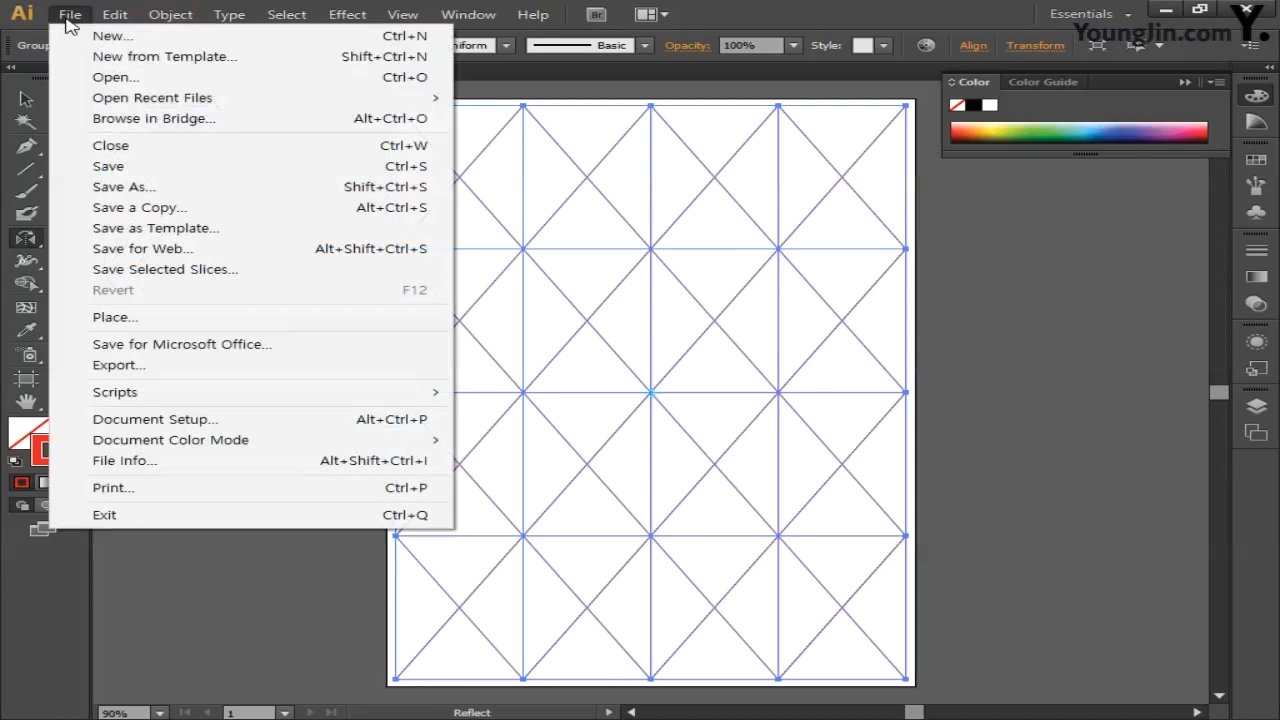 Ai File Edit Object Type Select Effect View Window Help Br Essentials
YoungJin.com Y.
Group niform Basic Opacity: 100% Style: Align Transform
Color Color Guide
New... Ctrl+N
New from Template... Shift+Ctrl+N
Open... Ctrl+O
Open Recent Files
Browse in Bridge... Alt+Ctrl+O
Close Ctrl+W
Save Ctrl+S
Save As... Shift+Ctrl+S
Save a Copy... Alt+Ctrl+S
Save as Template...
Save for Web... Alt+Shift+Ctrl+S
Save Selected Slices...
Revert F12
Place...
Save for Microsoft Office...
Export...
Scripts
Document Setup... Alt+Ctrl+P
Document Color Mode
File Info... Alt+Shift+Ctrl+I
Print... Ctrl+P
Exit Ctrl+Q
90% 1 Reflect